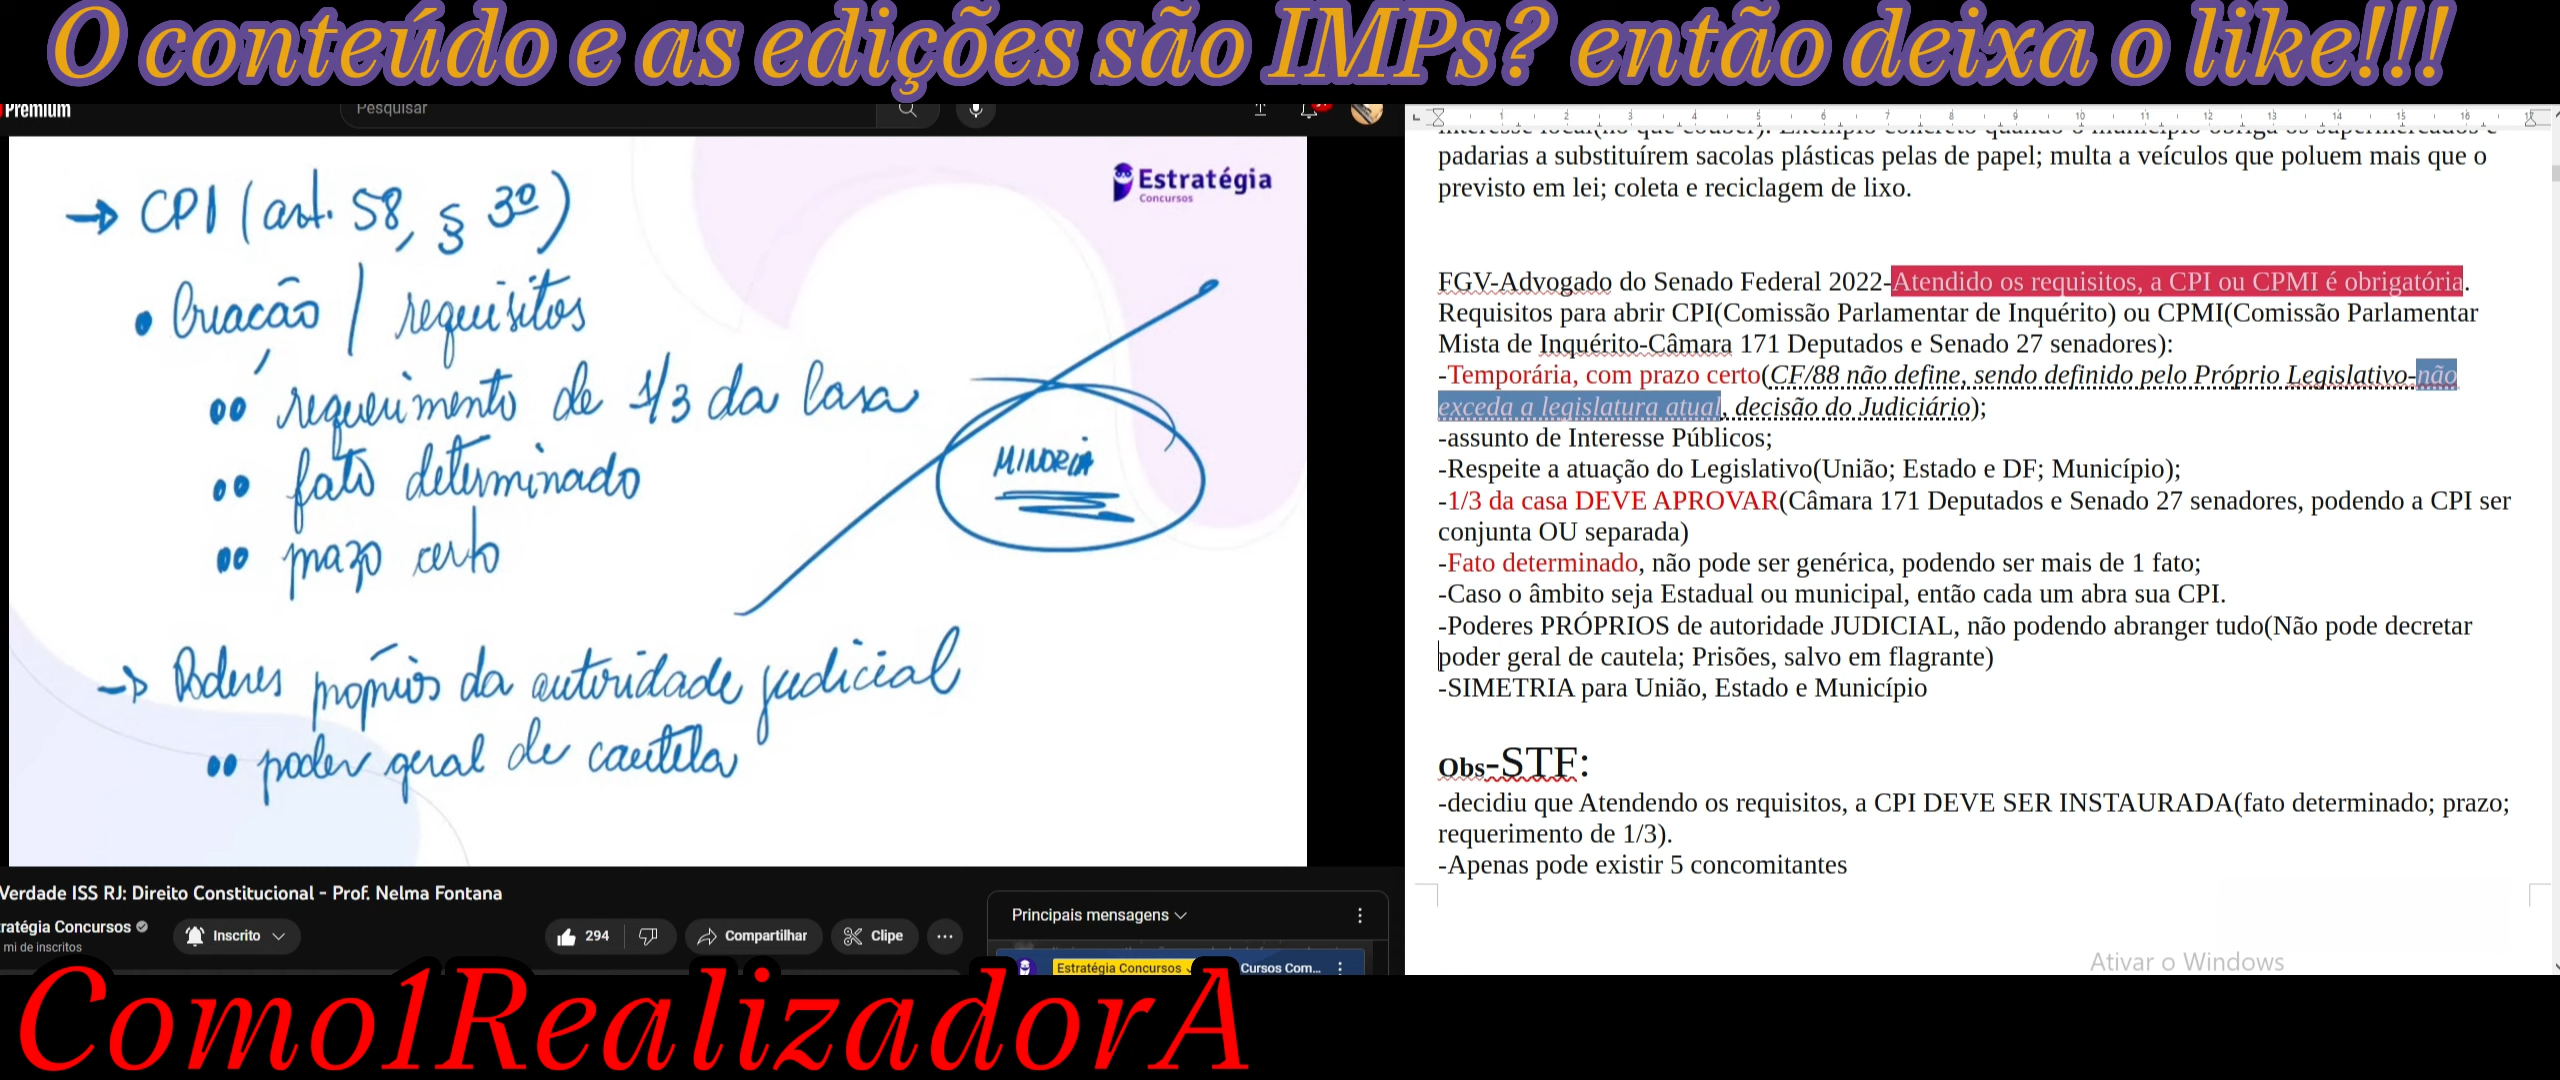 O conteúdo e as edições são IMPs? então deixa o like!!!
Premium
Pesquisar
Estratégia
Concursos
→ CPI (art. 58, § 3º)
• Criação / requisitos
•• requerimento de 1/3 da Casa
•• fato determinado
•• prazo certo
MINORIA
→ Poderes próprios da autoridade judicial
•• poder geral de cautela
Verdade ISS RJ: Direito Constitucional - Prof. Nelma Fontana
ratégia Concursos
mi de inscritos
Inscrito
294
Compartilhar
Clipe
Principais mensagens
Estratégia Concursos
Cursos Com...
padarias a substituírem sacolas plásticas pelas de papel; multa a veículos que poluem mais que o
previsto em lei; coleta e reciclagem de lixo.
FGV-Advogado do Senado Federal 2022-Atendido os requisitos, a CPI ou CPMI é obrigatória.
Requisitos para abrir CPI(Comissão Parlamentar de Inquérito) ou CPMI(Comissão Parlamentar
Mista de Inquérito-Câmara 171 Deputados e Senado 27 senadores):
-Temporária, com prazo certo(CF/88 não define, sendo definido pelo Próprio Legislativo-não
exceda a legislatura atual, decisão do Judiciário);
-assunto de Interesse Públicos;
-Respeite a atuação do Legislativo(União; Estado e DF; Município);
-1/3 da casa DEVE APROVAR(Câmara 171 Deputados e Senado 27 senadores, podendo a CPI ser
conjunta OU separada)
-Fato determinado, não pode ser genérica, podendo ser mais de 1 fato;
-Caso o âmbito seja Estadual ou municipal, então cada um abra sua CPI.
-Poderes PRÓPRIOS de autoridade JUDICIAL, não podendo abranger tudo(Não pode decretar
poder geral de cautela; Prisões, salvo em flagrante)
-SIMETRIA para União, Estado e Município
Obs-STF:
-decidiu que Atendendo os requisitos, a CPI DEVE SER INSTAURADA(fato determinado; prazo;
requerimento de 1/3).
-Apenas pode existir 5 concomitantes
Ativar o Windows
Como1RealizadorA